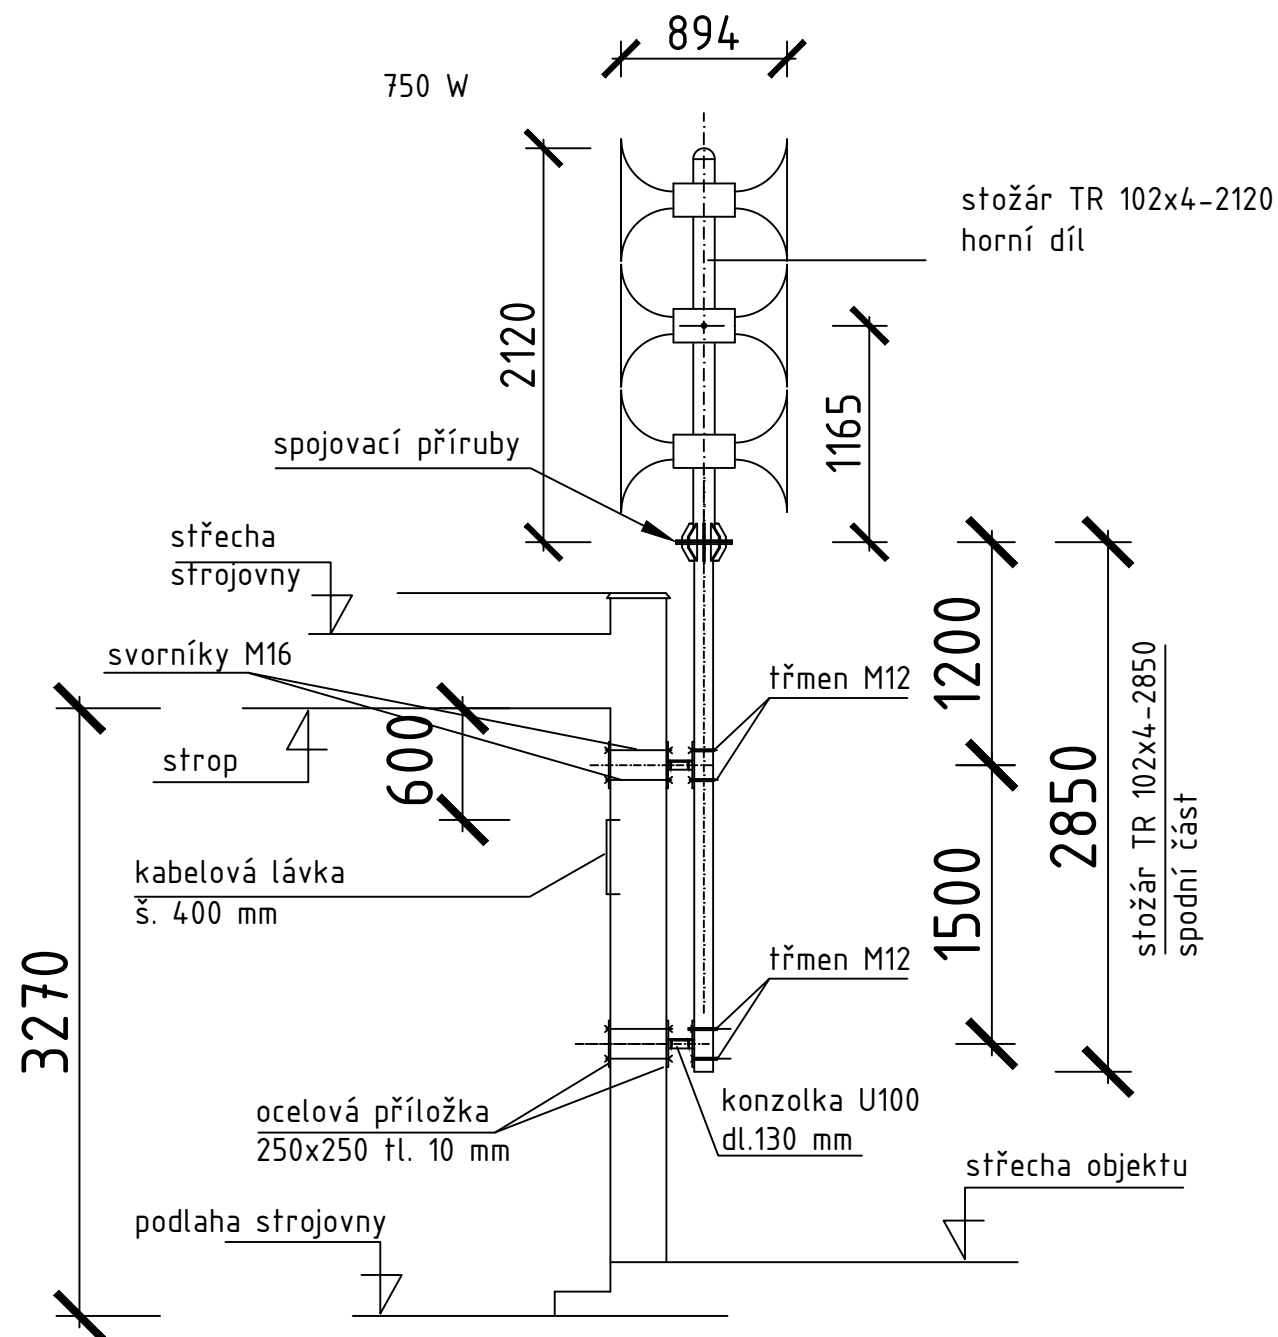 894
750 W
stožár TR 102x4-2120
horní díl
2120
1165
spojovací příruby
střecha
strojovny
svorníky M16
třmen M12
1200
600
strop
2850
stožár TR 102x4-2850
spodní část
kabelová lávka
š. 400 mm
1500
třmen M12
3270
ocelová příložka
250x250 tl. 10 mm
konzolka U100
dl.130 mm
střecha objektu
podlaha strojovny